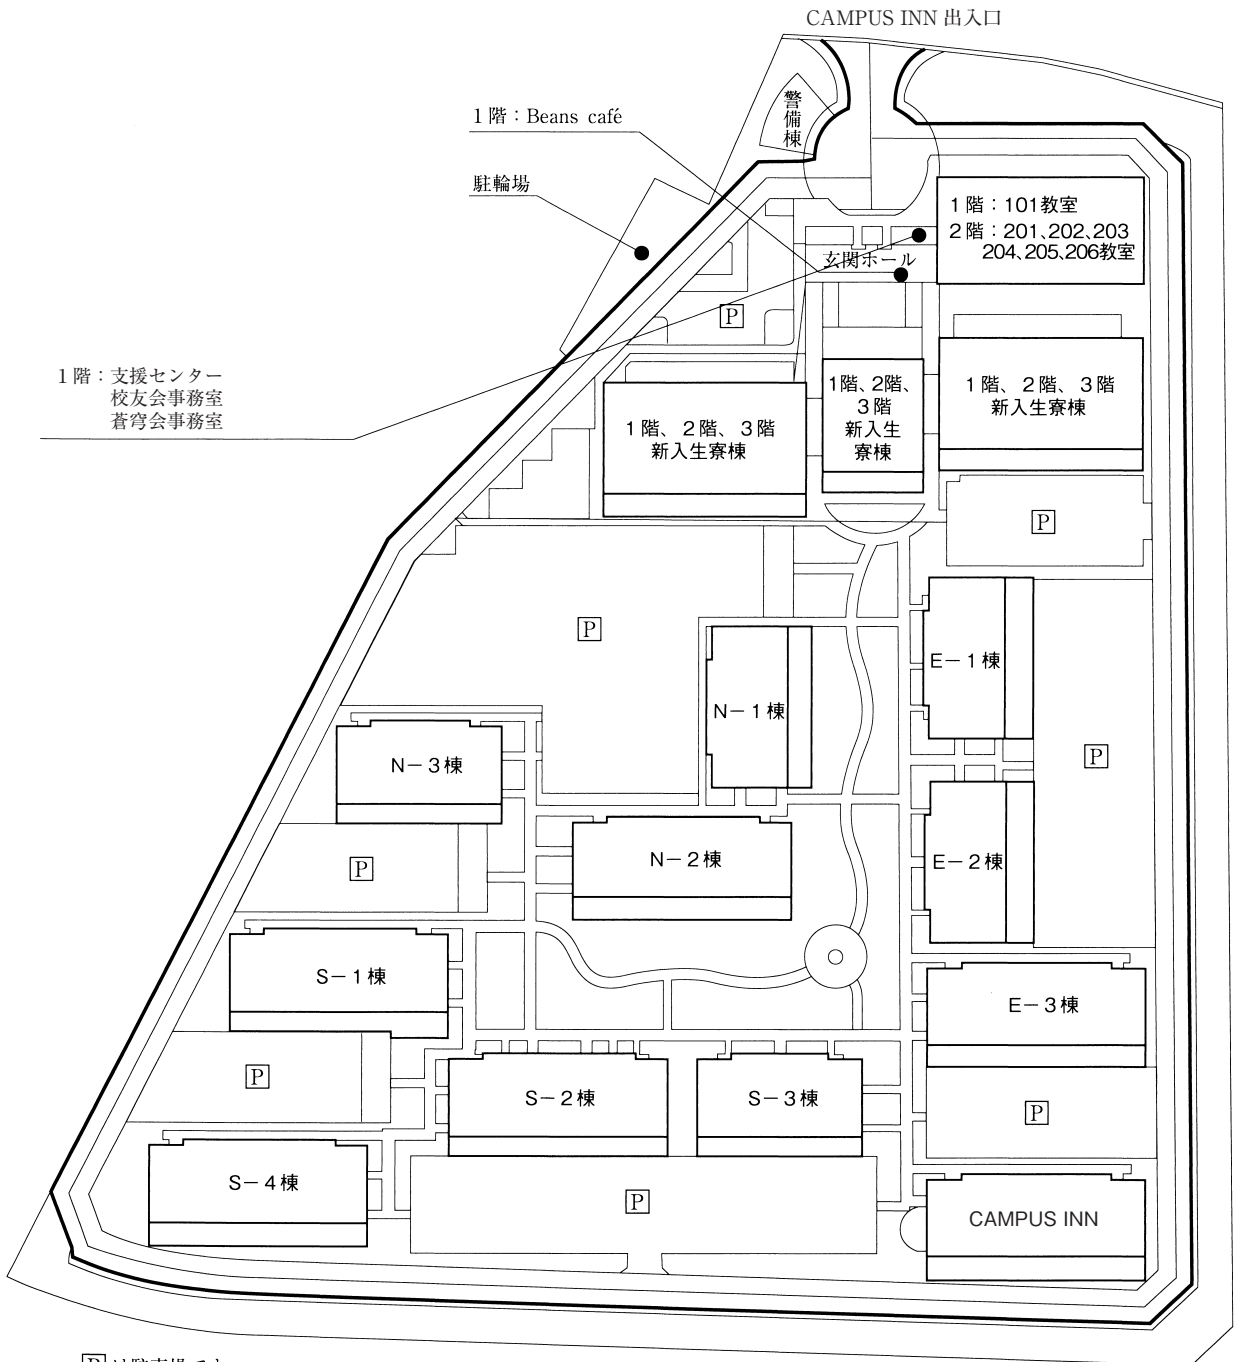 CAMPUS INN 出入口
警備棟
1階：Beans café
駐輪場
1階：101教室
2階：201、202、203
204、205、206教室
玄関ホール
P
1階：支援センター
校友会事務室
蒼穹会事務室
1階、2階、3階
新入生寮棟
1階、2階、
3階
新入生
寮棟
1階、2階、3階
新入生寮棟
P
P
E－1棟
N－1棟
P
N－3棟
N－2棟
E－2棟
P
S－1棟
E－3棟
P
S－2棟
S－3棟
P
S－4棟
P
CAMPUS INN